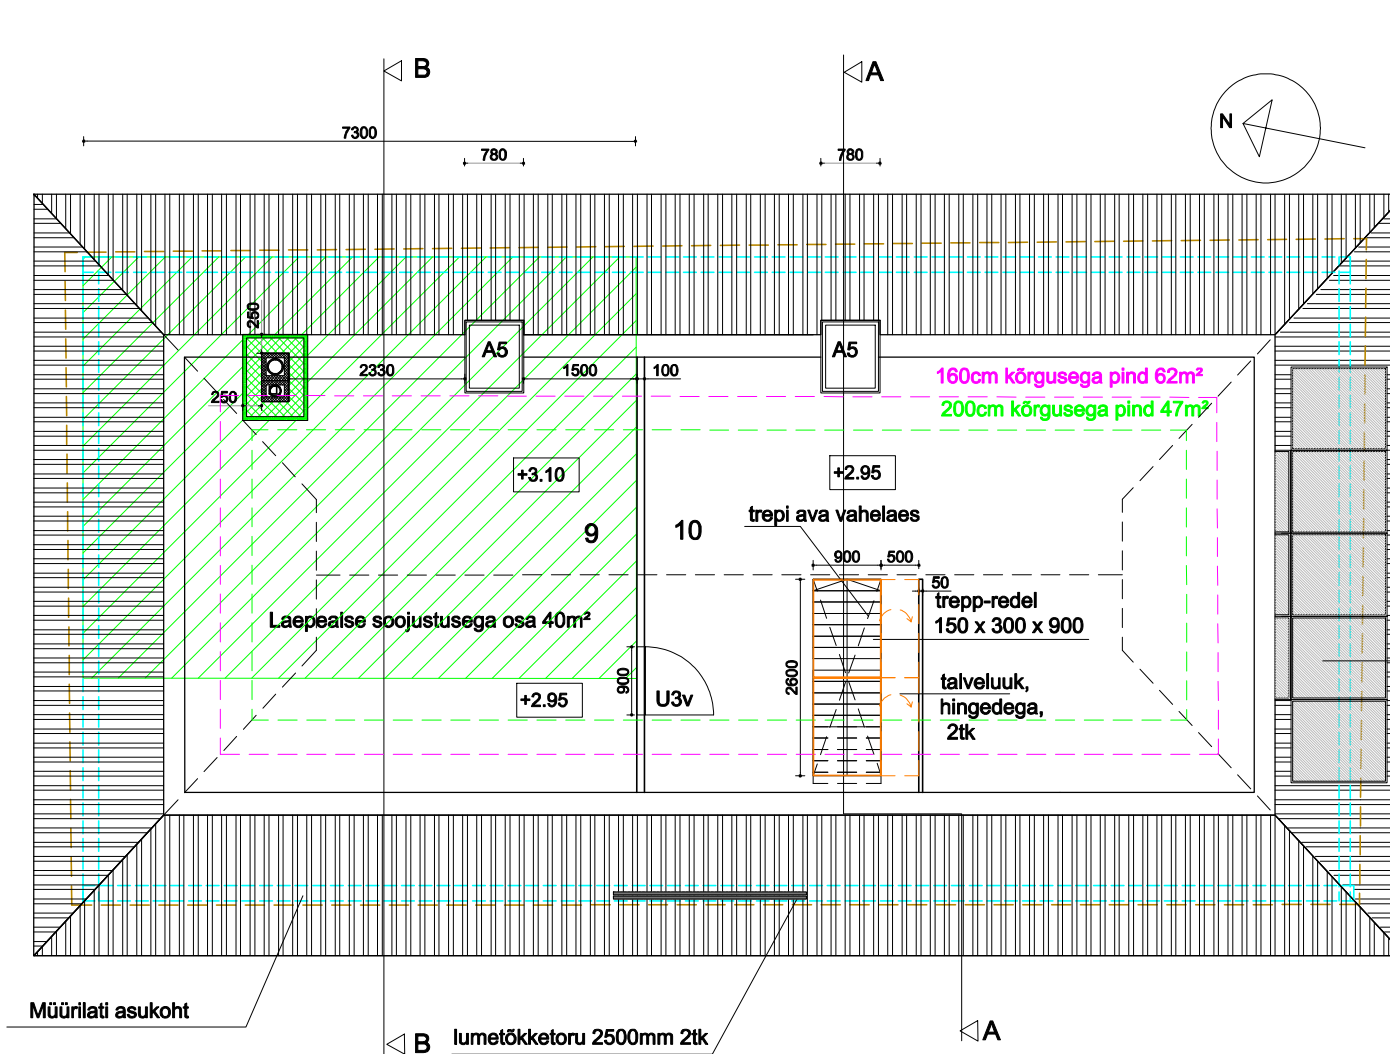 B
A
N
7300
780
780
250
A5
A5
2330
1500
100
160cm kõrgusega pind 62m²
250
200cm kõrgusega pind 47m²
+3.10
+2.95
trepi ava vahelaes
9
10
900
500
50
trepp-redel
150 x 300 x 900
Laepealse soojustusega osa 40m²
900
2600
U3v
+2.95
talveluuk,
hingedega,
2tk
Müürilati asukoht
lumetõkketoru 2500mm 2tk
B
A